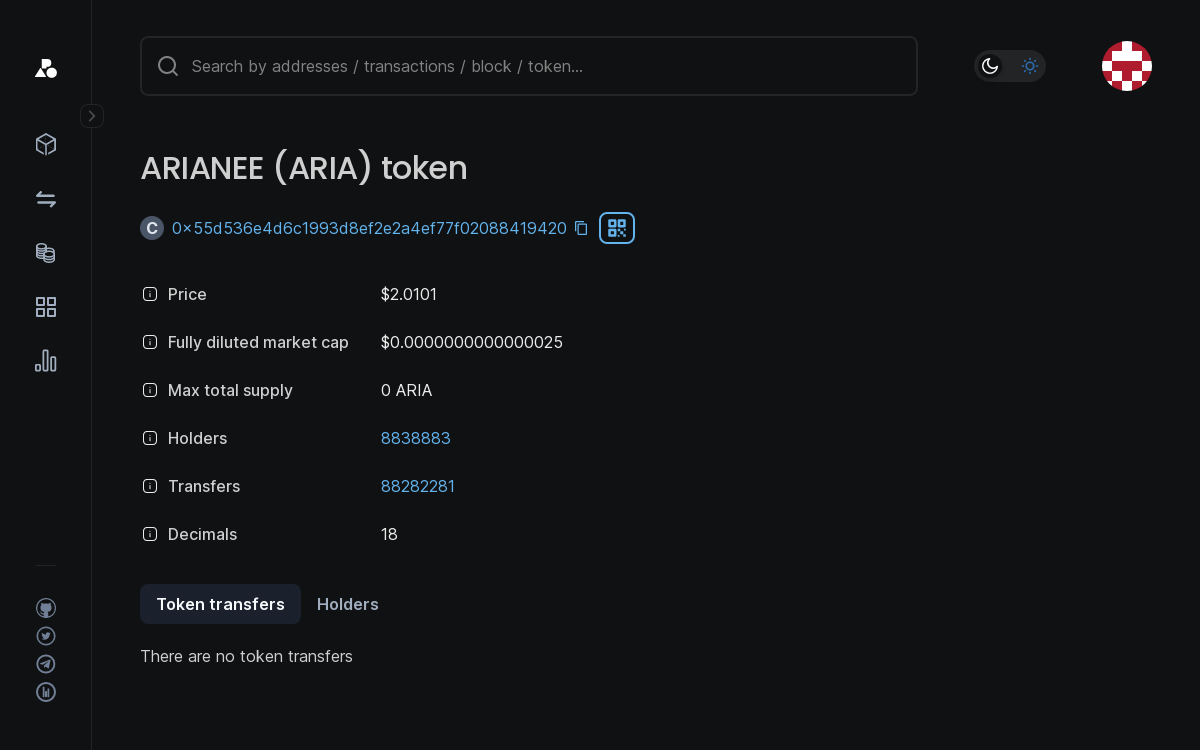 Search by addresses / transactions / block / token...
ARIANEE (ARIA) token
C 0x55d536e4d6c1993d8ef2e2a4ef77f02088419420
Price $2.0101
Fully diluted market cap $0.0000000000000025
Max total supply 0 ARIA
Holders 8838883
Transfers 88282281
Decimals 18
Token transfers Holders
There are no token transfers